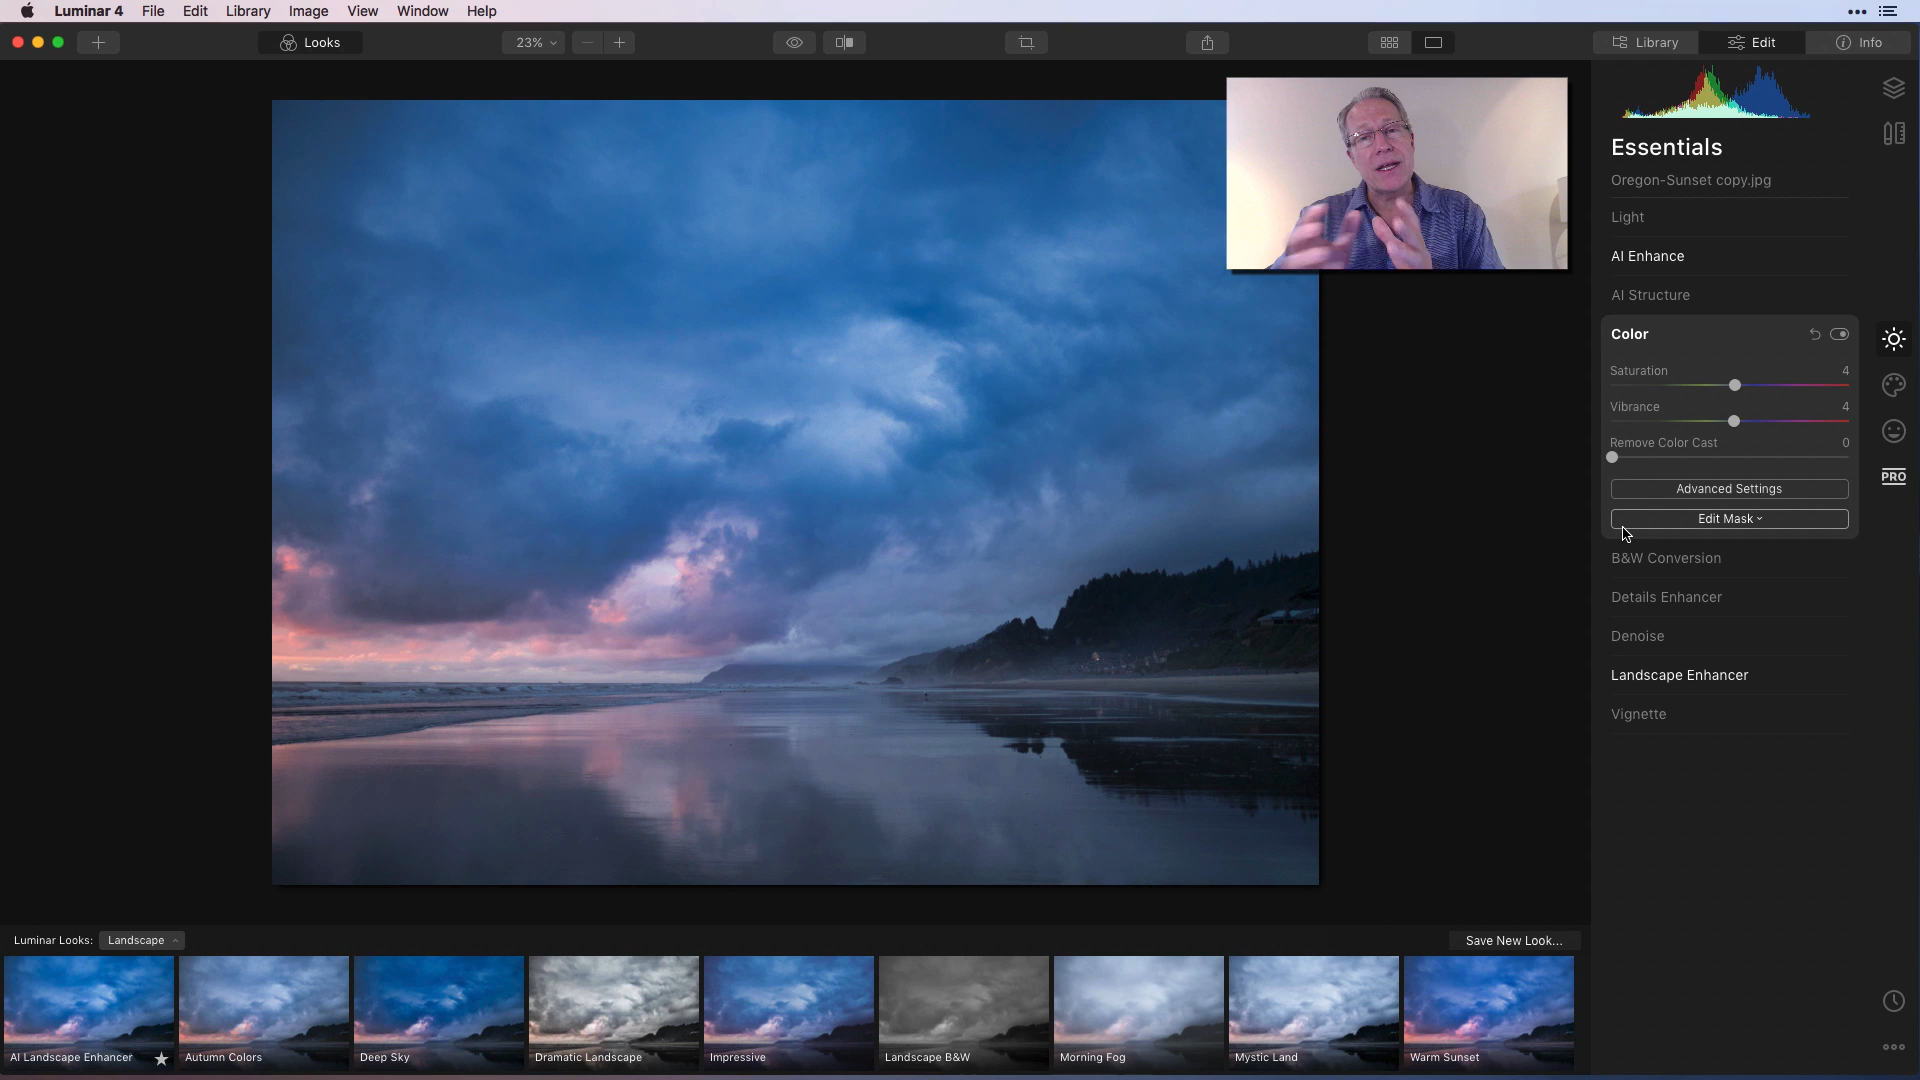 Luminar 4 File Edit Library Image View Window Help
Looks 23% Library Edit Info
Essentials
Oregon-Sunset copy.jpg
Light
AI Enhance
AI Structure
Color
Saturation 4
Vibrance 4
Remove Color Cast 0
Advanced Settings
Edit Mask
PRO
B&W Conversion
Details Enhancer
Denoise
Landscape Enhancer
Vignette
Luminar Looks: Landscape Save New Look...
AI Landscape Enhancer Autumn Colors Deep Sky Dramatic Landscape Impressive Landscape B&W Morning Fog Mystic Land Warm Sunset